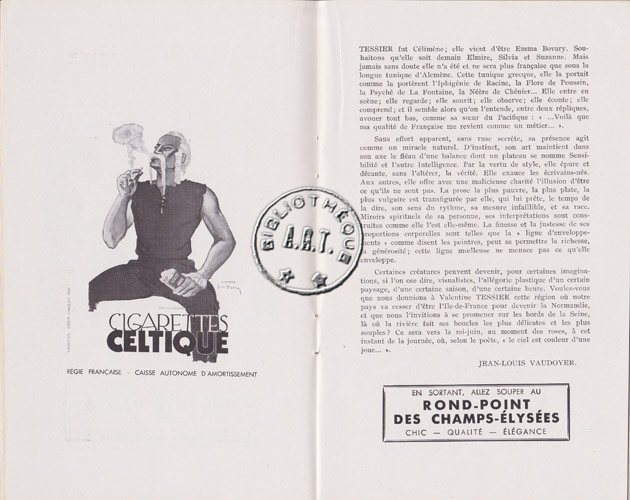 CIGARETTES
CELTIQUE
RÉGIE FRANÇAISE - CAISSE AUTONOME D'AMORTISSEMENT
BIBLIOTHÈQUE
A.R.T.
TESSIER fut Célimène ; elle vient d'être Emma Bovary. Sou-
haitons qu'elle soit demain Elmire, Silvia et Suzanne. Mais
jamais sans doute elle n'a été et ne sera plus française que sous la
longue tunique d'Alcmène. Cette tunique grecque, elle la portait
comme la portèrent l'Iphigénie de Racine, la Flore de Poussin,
la Psyché de La Fontaine, la Néère de Chénier... Elle entre en
scène ; elle regarde ; elle sourit ; elle observe ; elle écoute ; elle
comprend ; et il semble alors qu'on l'entende, entre deux répliques,
avouer tout bas, comme sa sœur du Pacifique : « ...Voilà que
ma qualité de Française me revient comme un métier... ».
Sans effort apparent, sans ruse secrète, sa présence agit
comme un miracle naturel. D'instinct, son art maintient dans
son axe le fléau d'une balance dont un plateau se nomme Sensi-
bilité et l'antre Intelligence. Par la vertu de style, elle épure et
décante, sans l'altérer, la vérité. Elle exauce les écrivains-nés.
Aux autres, elle offre avec une malicieuse charité l'illusion d'être
ce qu'ils ne sont pas. La prose la plus pauvre, la plus plate, la
plus vulgaire est transfigurée par elle, qui lui prête, le temps de
la dire, son sens du rythme, sa mesure infaillible, et sa race.
Miroirs spirituels de sa personne, ses interprétations sont cons-
truites comme elle l'est elle-même. La finesse et la justesse de ses
proportions corporelles sont telles que la « ligne d'enveloppe-
ments » comme disent les peintres, peut se permettre la richesse,
la générosité ; cette ligne moelleuse ne menace pas ce qu'elle
enveloppe.
Certaines créatures peuvent devenir, pour certaines imagina-
tions, si l'on ose dire, visualistes, l'allégorie plastique d'un certain
paysage, d'une certaine saison, d'une certaine heure. Voulez-vous
que nous donnions à Valentine TESSIER cette région où notre
pays va cesser d'être l'Ile-de-France pour devenir la Normandie,
et que nous l'invitions à se promener sur les bords de la Seine,
là où la rivière fait ses boucles les plus délicates et les plus
souples ? Ce sera vers la mi-juin, au moment des roses, à cet
instant de la journée, où, selon le poète, « le ciel est couleur d'une
joue... ».
JEAN-LOUIS VAUDOYER.
EN SORTANT, ALLEZ SOUPER AU
ROND-POINT
DES CHAMPS-ÉLYSÉES
CHIC — QUALITÉ — ÉLÉGANCE